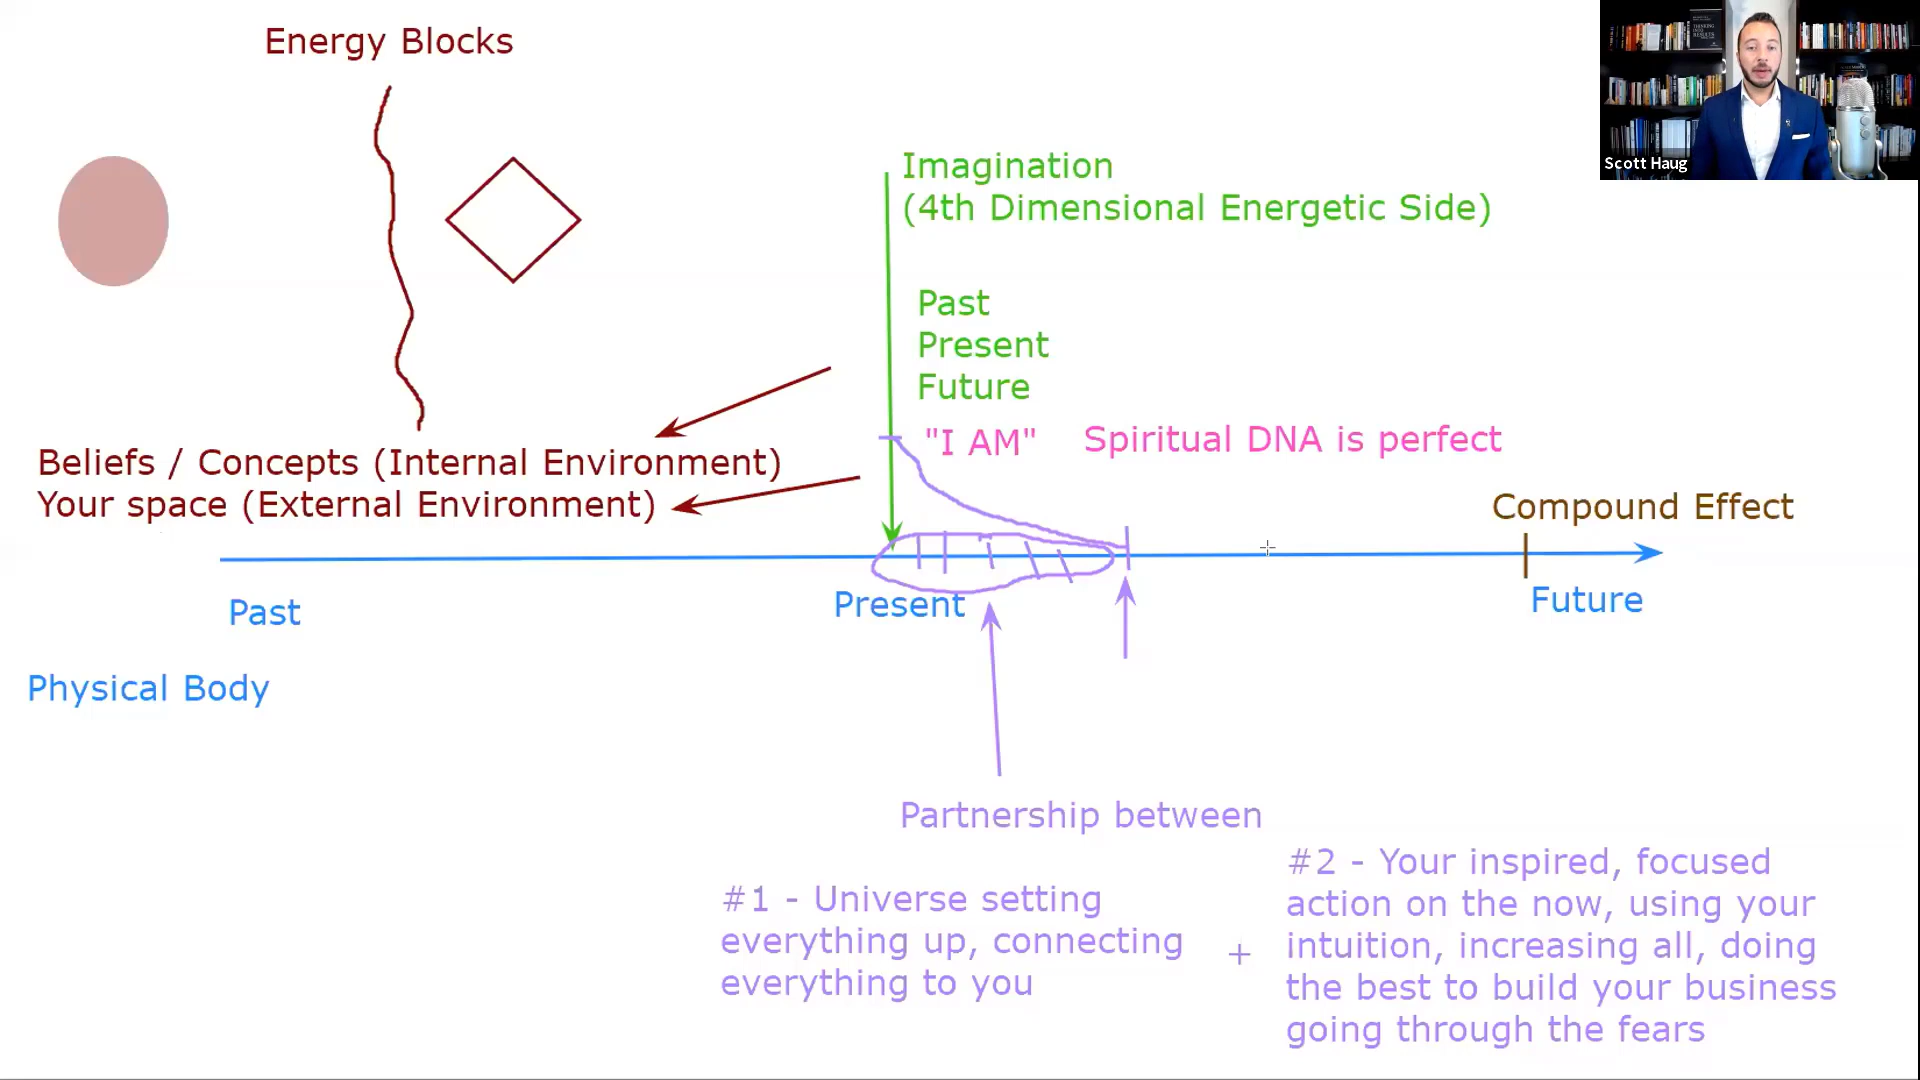 Energy Blocks
Scott Haug
Imagination
(4th Dimensional Energetic Side)
Past
Present
Future
"I AM"
Spiritual DNA is perfect
Beliefs / Concepts (Internal Environment)
Your space (External Environment)
Compound Effect
Past
Present
Future
Physical Body
Partnership between
#1 - Universe setting
everything up, connecting
everything to you
+
#2 - Your inspired, focused
action on the now, using your
intuition, increasing all, doing
the best to build your business
going through the fears